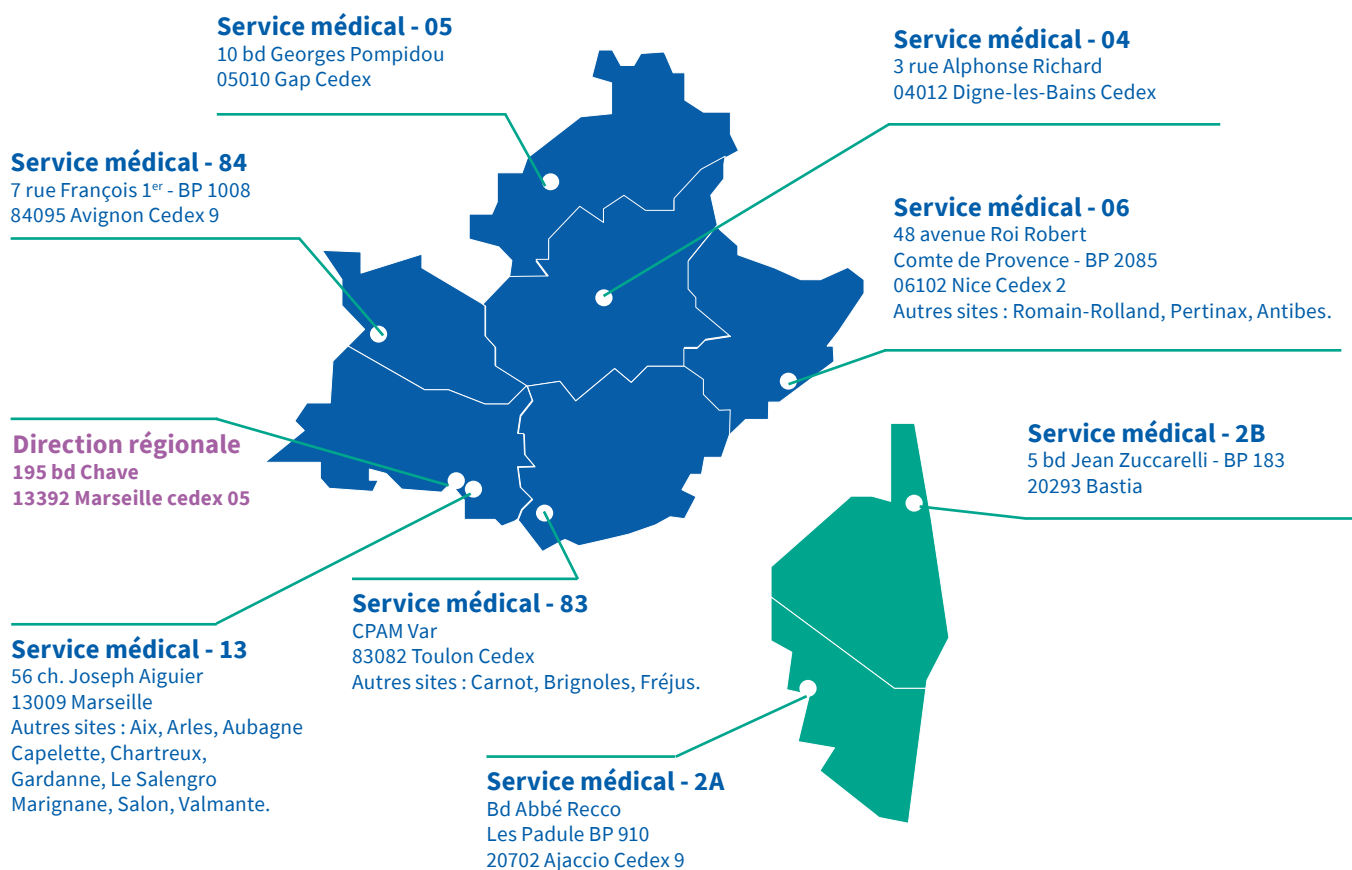 Service médical - 05
10 bd Georges Pompidou
05010 Gap Cedex
Service médical - 04
3 rue Alphonse Richard
04012 Digne-les-Bains Cedex
Service médical - 84
7 rue François 1er - BP 1008
84095 Avignon Cedex 9
Service médical - 06
48 avenue Roi Robert
Comte de Provence - BP 2085
06102 Nice Cedex 2
Autres sites : Romain-Rolland, Pertinax, Antibes.
Direction régionale
195 bd Chave
13392 Marseille cedex 05
Service médical - 2B
5 bd Jean Zuccarelli - BP 183
20293 Bastia
Service médical - 83
CPAM Var
83082 Toulon Cedex
Autres sites : Carnot, Brignoles, Fréjus.
Service médical - 13
56 ch. Joseph Aiguier
13009 Marseille
Autres sites : Aix, Arles, Aubagne
Capelette, Chartreux,
Gardanne, Le Salengro
Marignane, Salon, Valmante.
Service médical - 2A
Bd Abbé Recco
Les Padule BP 910
20702 Ajaccio Cedex 9